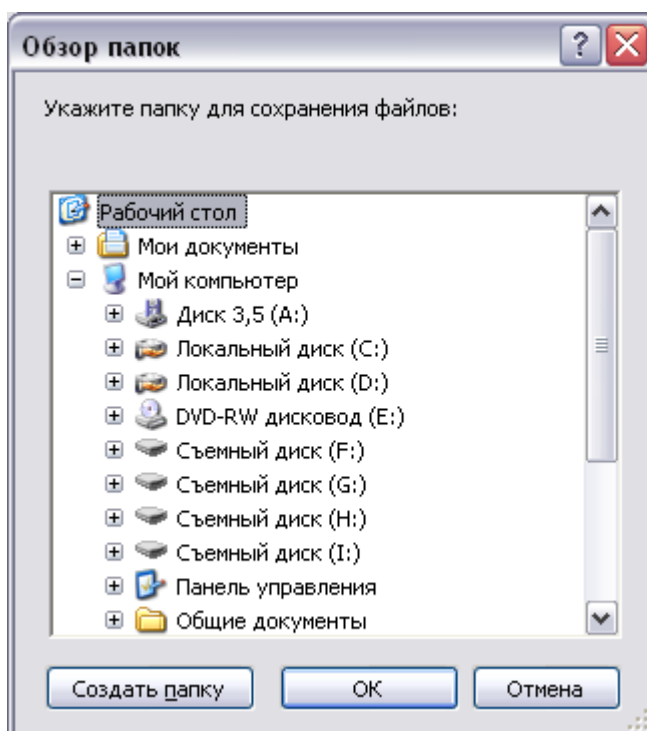 Обзор папок
Укажите папку для сохранения файлов:
Рабочий стол
Мои документы
Мой компьютер
Диск 3,5 (A:)
Локальный диск (C:)
Локальный диск (D:)
DVD-RW дисковод (E:)
Съемный диск (F:)
Съемный диск (G:)
Съемный диск (H:)
Съемный диск (I:)
Панель управления
Общие документы
Создать папку ОК Отмена